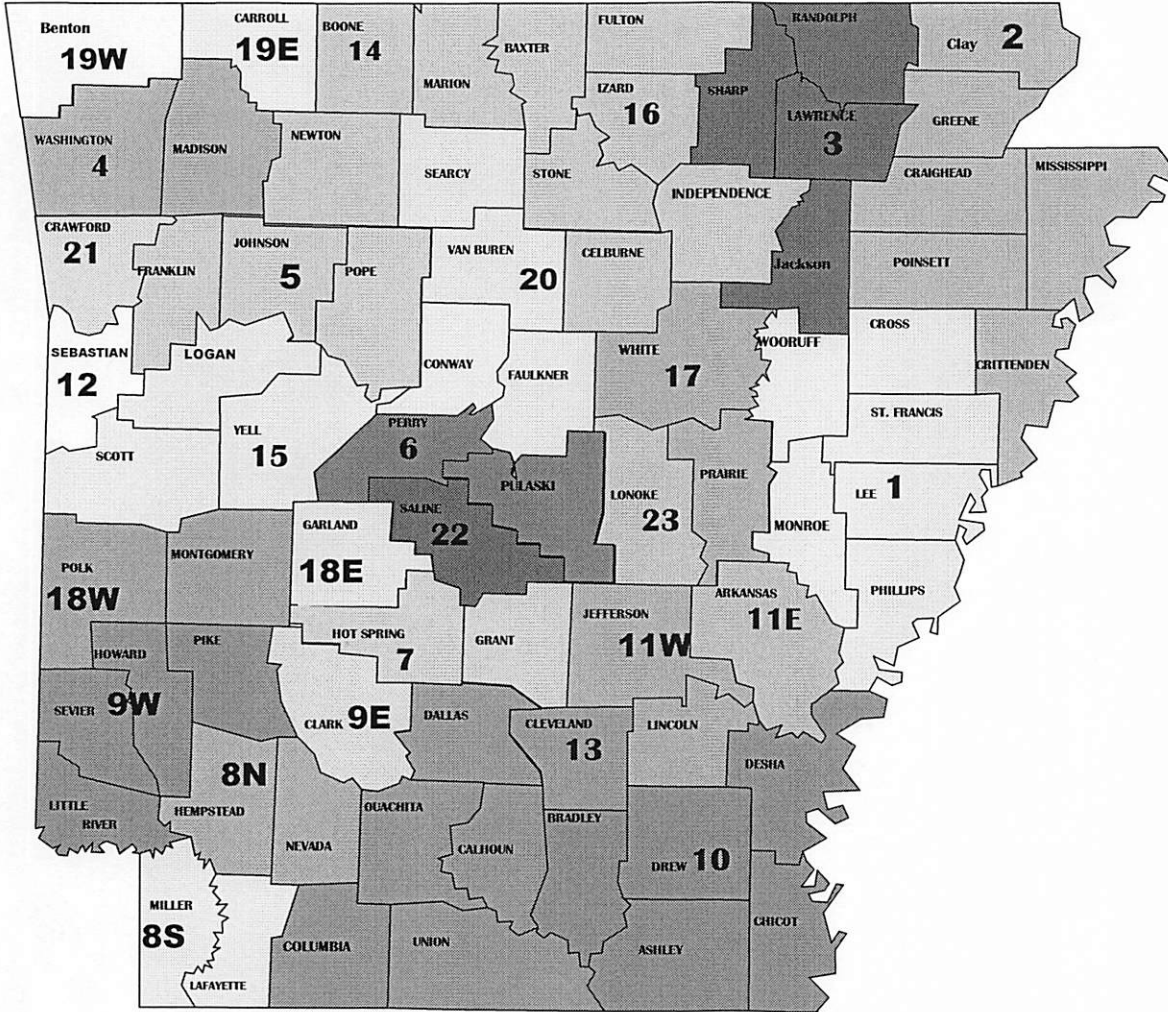 Benton
19W
CARROLL
19E
BOONE
14
MARION
BAXTER
FULTON
IZARD
16
SHARP
RANDOLPH
LAWRENCE
3
Clay 2
GREENE
WASHINGTON
4
MADISON
NEWTON
SEARCY
STONE
INDEPENDENCE
CRAIGHEAD
MISSISSIPPI
CRAWFORD
21
FRANKLIN
JOHNSON
5
POPE
VAN BUREN
20
CELBURNE
Jackson
POINSETT
SEBASTIAN
12
LOGAN
CONWAY
FAULKNER
WHITE
17
WOORUFF
CROSS
CRITTENDEN
ST. FRANCIS
SCOTT
YELL
15
PERRY
6
PULASKI
SALINE
22
LONOKE
23
PRAIRIE
MONROE
LEE 1
PHILLIPS
POLK
18W
MONTGOMERY
GARLAND
18E
HOT SPRING
7
GRANT
JEFFERSON
11W
ARKANSAS
11E
HOWARD
PIKE
SEVIER
9W
CLARK 9E
DALLAS
CLEVELAND
13
LINCOLN
DESHA
LITTLE
RIVER
8N
HEMPSTEAD
NEVADA
OUACHITA
CALHOUN
BRADLEY
DREW 10
MILLER
8S
LAFAYETTE
COLUMBIA
UNION
ASHLEY
CHICOT